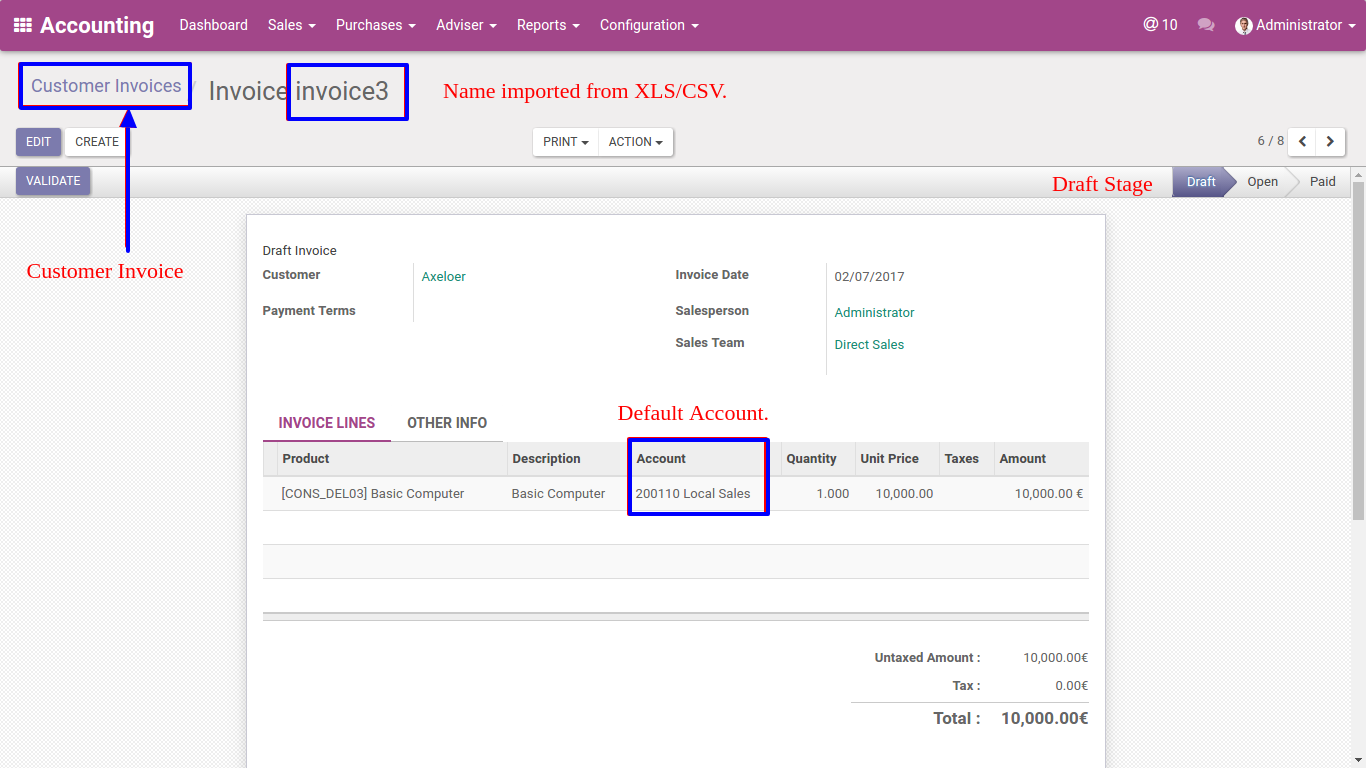 Accounting Dashboard Sales Purchases Adviser Reports Configuration @ 10 Administrator
Customer Invoices / Invoice invoice3 Name imported from XLS/CSV.
EDIT CREATE PRINT ACTION 6 / 8
VALIDATE Draft Stage Draft Open Paid
Customer Invoice
Draft Invoice
Customer Axeloer Invoice Date 02/07/2017
Payment Terms Salesperson Administrator
Sales Team Direct Sales
Default Account.
INVOICE LINES OTHER INFO
Product Description Account Quantity Unit Price Taxes Amount
[CONS_DEL03] Basic Computer Basic Computer 200110 Local Sales 1.000 10,000.00 10,000.00 €
Untaxed Amount : 10,000.00€
Tax : 0.00€
Total : 10,000.00€